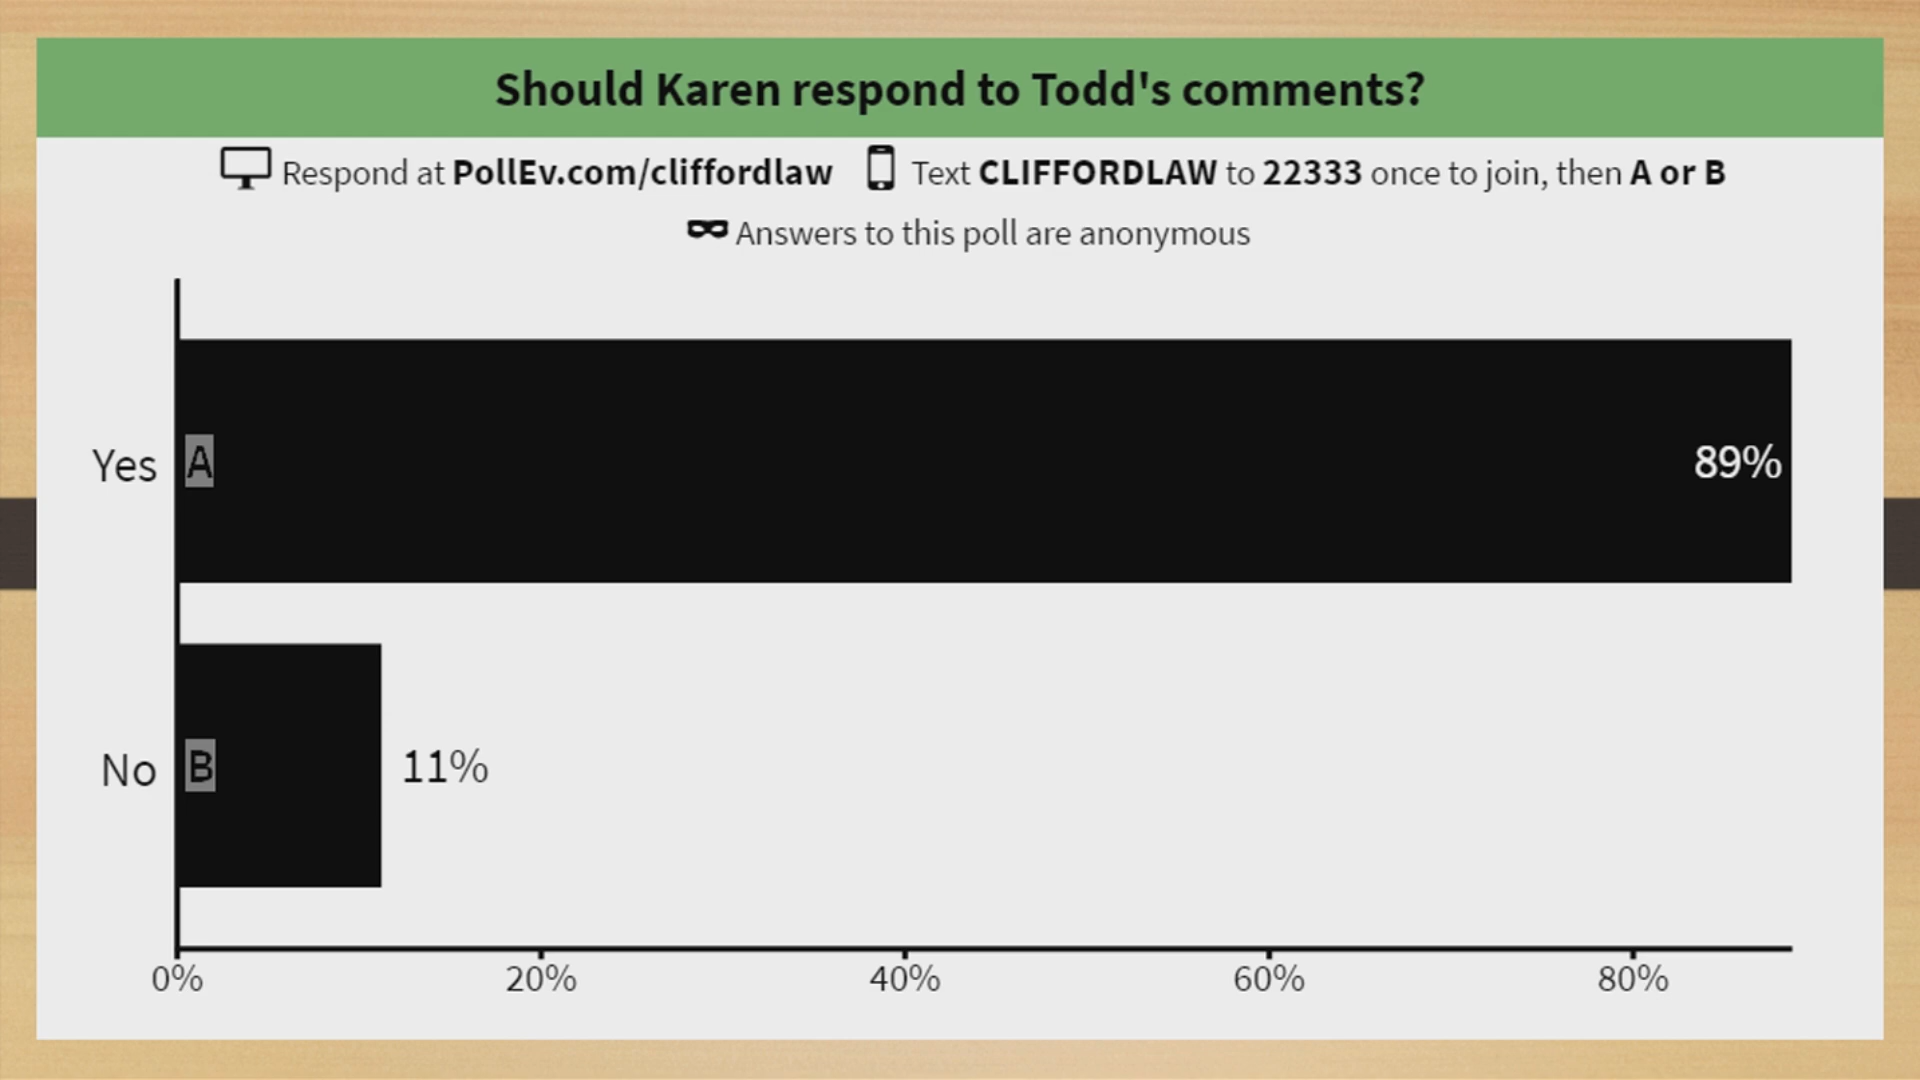 Should Karen respond to Todd's comments?
Respond at PollEv.com/cliffordlaw Text CLIFFORDLAW to 22333 once to join, then A or B
Answers to this poll are anonymous
Yes A 89%
No B 11%
0% 20% 40% 60% 80%